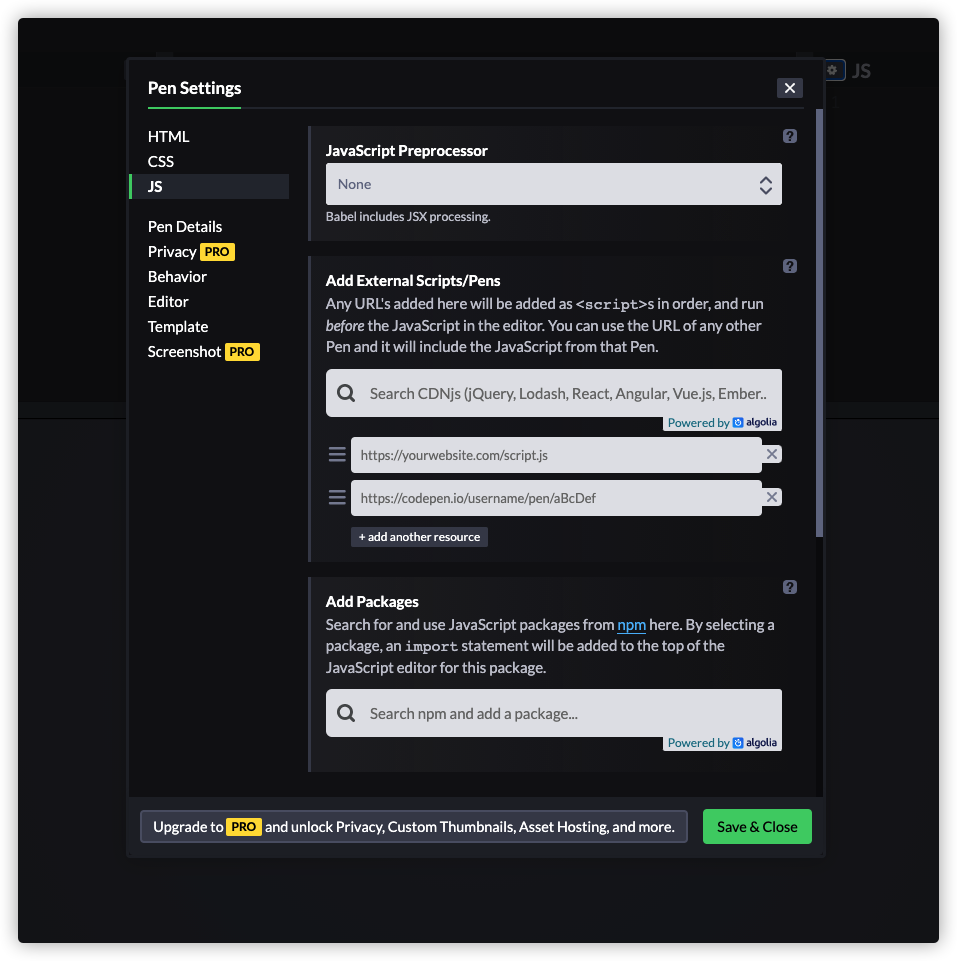 JS
Pen Settings
HTML
CSS
JS
Pen Details
Privacy PRO
Behavior
Editor
Template
Screenshot PRO
?
JavaScript Preprocessor
None
Babel includes JSX processing.
?
Add External Scripts/Pens
Any URL's added here will be added as <script>s in order, and run
before the JavaScript in the editor. You can use the URL of any other
Pen and it will include the JavaScript from that Pen.
Search CDNjs (jQuery, Lodash, React, Angular, Vue.js, Ember..
Powered by algolia
https://yourwebsite.com/script.js
https://codepen.io/username/pen/aBcDef
+ add another resource
?
Add Packages
Search for and use JavaScript packages from npm here. By selecting a
package, an import statement will be added to the top of the
JavaScript editor for this package.
Search npm and add a package...
Powered by algolia
Upgrade to PRO and unlock Privacy, Custom Thumbnails, Asset Hosting, and more.
Save & Close